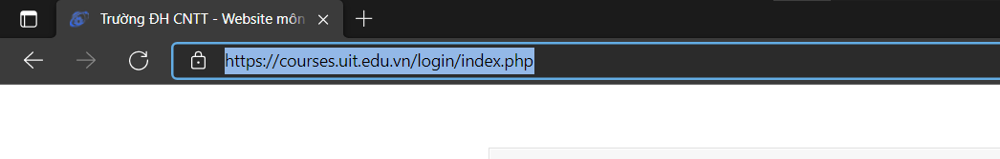 Trường ĐH CNTT - Website môn
https://courses.uit.edu.vn/login/index.php